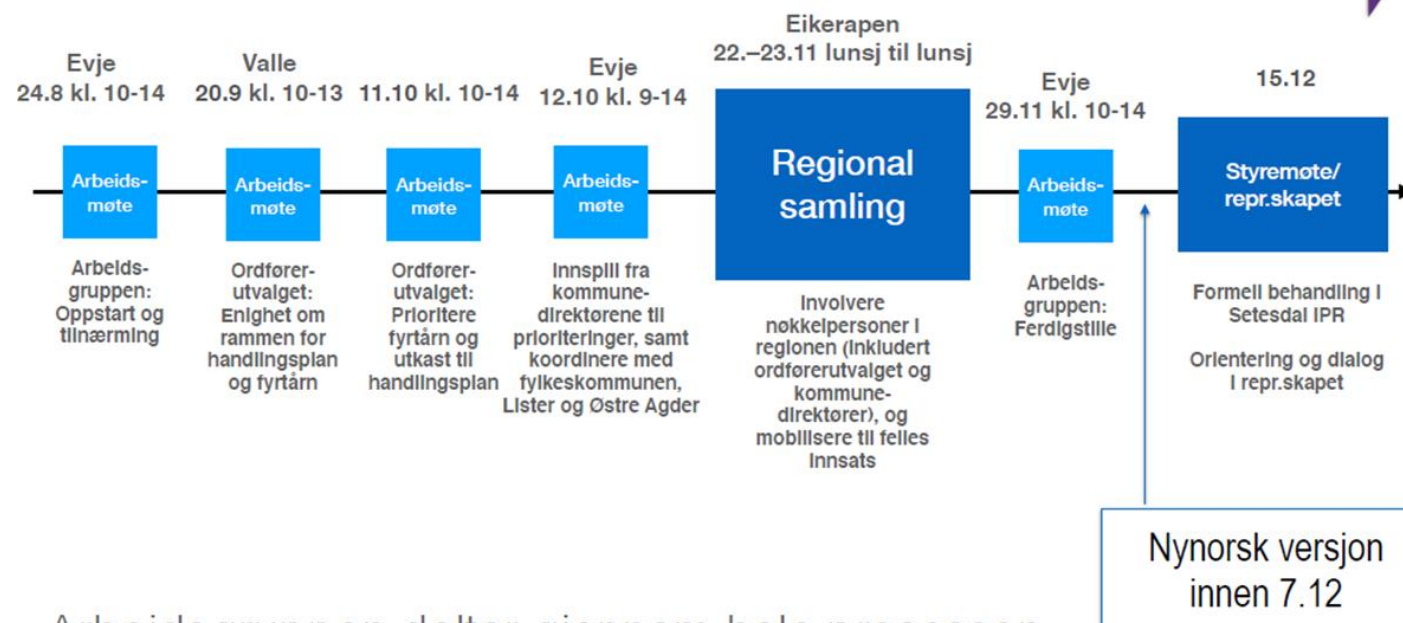 Evje
24.8 kl. 10-14
Arbeids-
møte
Arbeids-
gruppen:
Oppstart og
tilnærming
Valle
20.9 kl. 10-13
Arbeids-
møte
Ordfører-
utvalget:
Enighet om
rammen for
handlingsplan
og fyrtårn
11.10 kl. 10-14
Arbeids-
møte
Ordfører-
utvalget:
Prioritere
fyrtårn og
utkast til
handlingsplan
Evje
12.10 kl. 9-14
Arbeids-
møte
Innspill fra
kommune-
direktørene til
prioriteringer, samt
koordinere med
fylkeskommunen,
Lister og Østre Agder
Eikerapen
22.–23.11 lunsj til lunsj
Regional
samling
Involvere
nøkkelpersoner i
regionen (inkludert
ordførerutvalget og
kommune-
direktører), og
mobilisere til felles
innsats
Evje
29.11 kl. 10-14
Arbeids-
møte
Arbeids-
gruppen:
Ferdigstille
15.12
Styremøte/
repr.skapet
Formell behandling i
Setesdal IPR
Orientering og dialog
i repr.skapet
Nynorsk versjon
innen 7.12
Arbeidsgruppen deltar gjennom hele prosessen